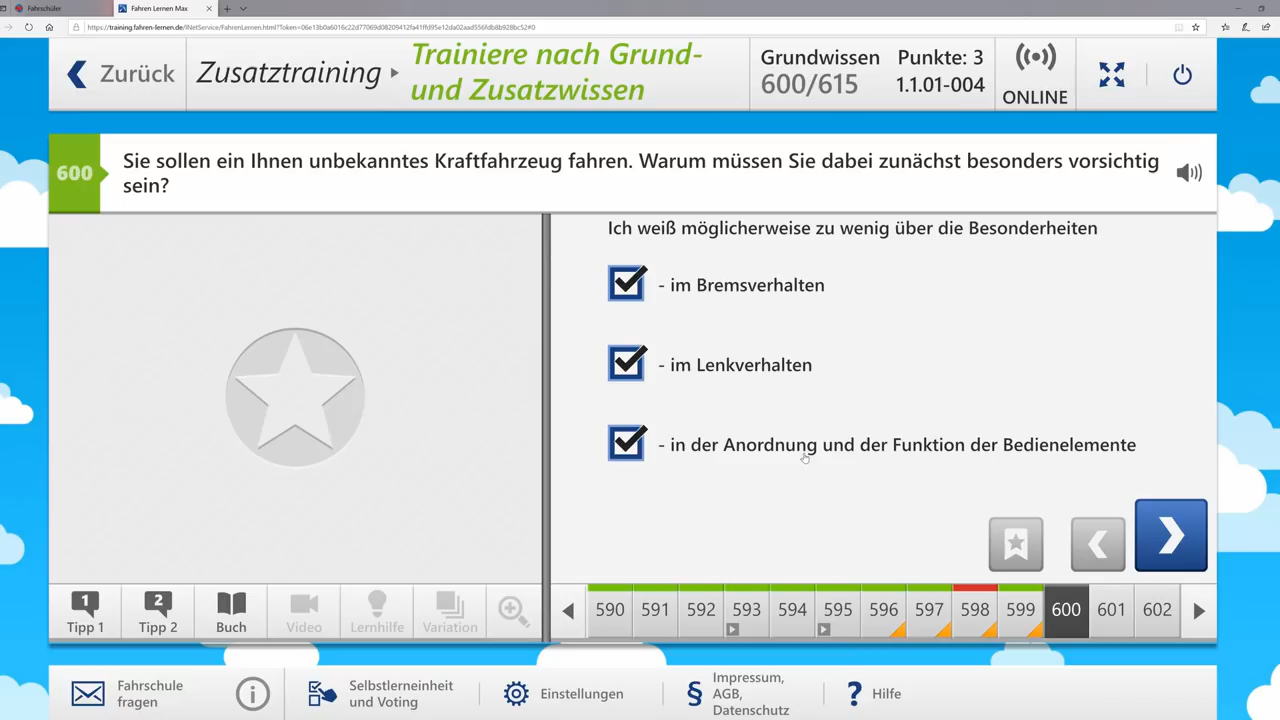 Fahrschüler
Fahren Lernen Max
Zurück
Zusatztraining
Trainiere nach Grund-
und Zusatzwissen
Grundwissen
600/615
Punkte: 3
1.1.01-004
ONLINE
600
Sie sollen ein Ihnen unbekanntes Kraftfahrzeug fahren. Warum müssen Sie dabei zunächst besonders vorsichtig
sein?
Ich weiß möglicherweise zu wenig über die Besonderheiten
- im Bremsverhalten
- im Lenkverhalten
- in der Anordnung und der Funktion der Bedienelemente
1
Tipp 1
2
Tipp 2
Buch
Video
Lernhilfe
Variation
590 591 592 593 594 595 596 597 598 599 600 601 602
Fahrschule
fragen
Selbstlerneinheit
und Voting
Einstellungen
§
Impressum,
AGB,
Datenschutz
?
Hilfe